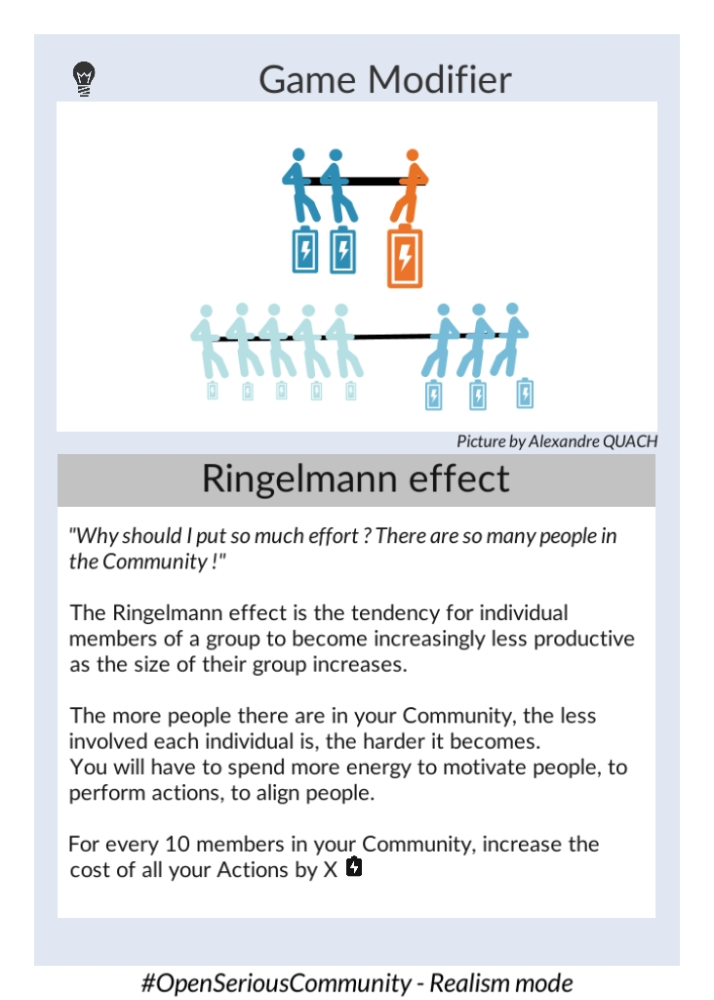 Game Modifier
Picture by Alexandre QUACH
Ringelmann effect
"Why should I put so much effort ? There are so many people in
the Community !"
The Ringelmann effect is the tendency for individual
members of a group to become increasingly less productive
as the size of their group increases.
The more people there are in your Community, the less
involved each individual is, the harder it becomes.
You will have to spend more energy to motivate people, to
perform actions, to align people.
For every 10 members in your Community, increase the
cost of all your Actions by X
#OpenSeriousCommunity - Realism mode